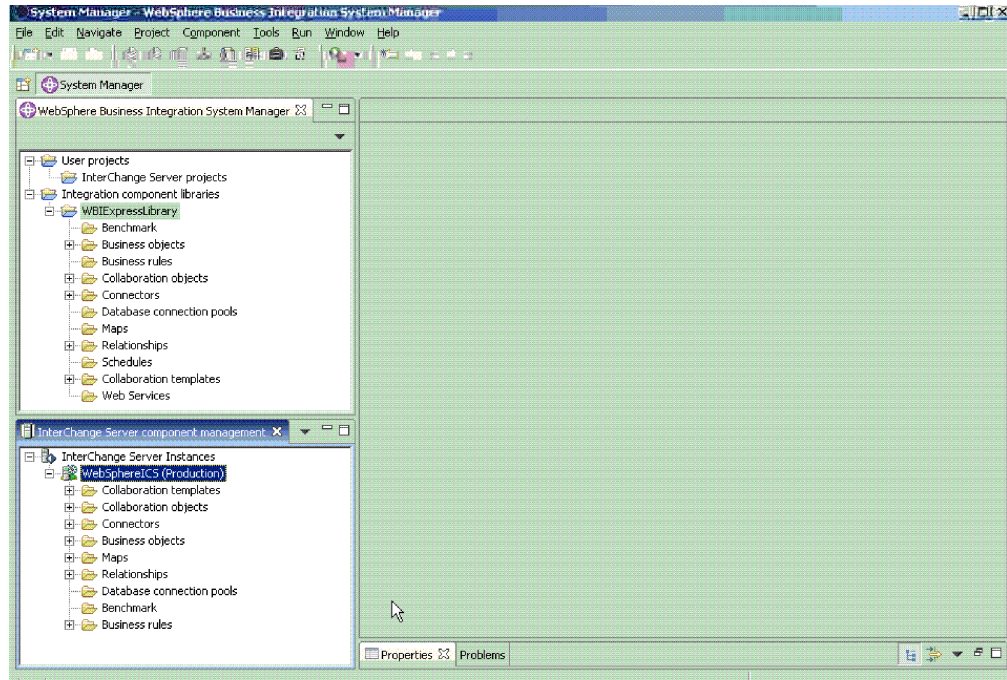 System Manager - WebSphere Business Integration System Manager
File Edit Navigate Project Component Tools Run Window Help
System Manager
WebSphere Business Integration System Manager
User projects
InterChange Server projects
Integration component libraries
WBIExpressLibrary
Benchmark
Business objects
Business rules
Collaboration objects
Connectors
Database connection pools
Maps
Relationships
Schedules
Collaboration templates
Web Services
InterChange Server component management
InterChange Server Instances
WebSphereICS (Production)
Collaboration templates
Collaboration objects
Connectors
Business objects
Maps
Relationships
Database connection pools
Benchmark
Business rules
Properties Problems